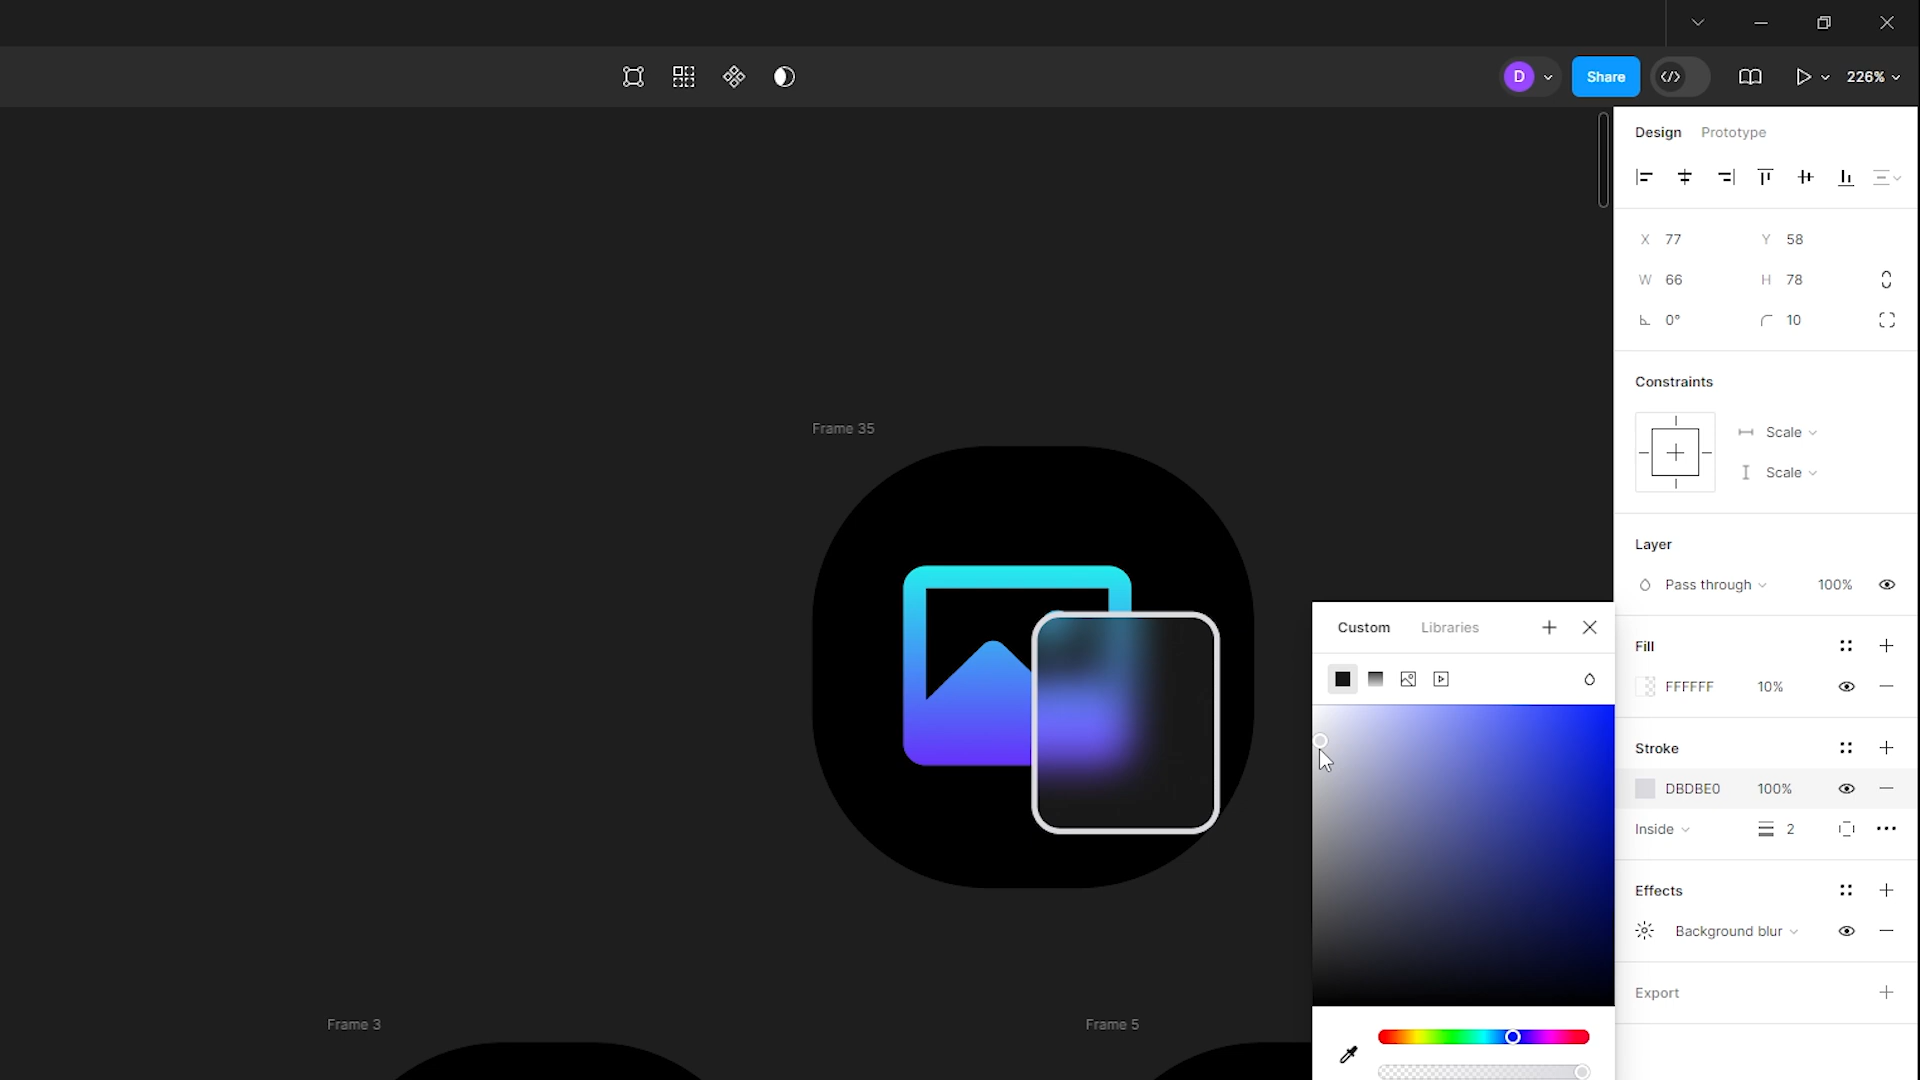 D
Share
226%
Design Prototype
X 77 Y 58
W 66 H 78
0° 10
Constraints
Scale
Scale
Frame 35
Layer
Pass through 100%
Custom Libraries
Fill
FFFFFF 10%
Stroke
DBDBE0 100%
Inside 2
Effects
Background blur
Export
Frame 3
Frame 5